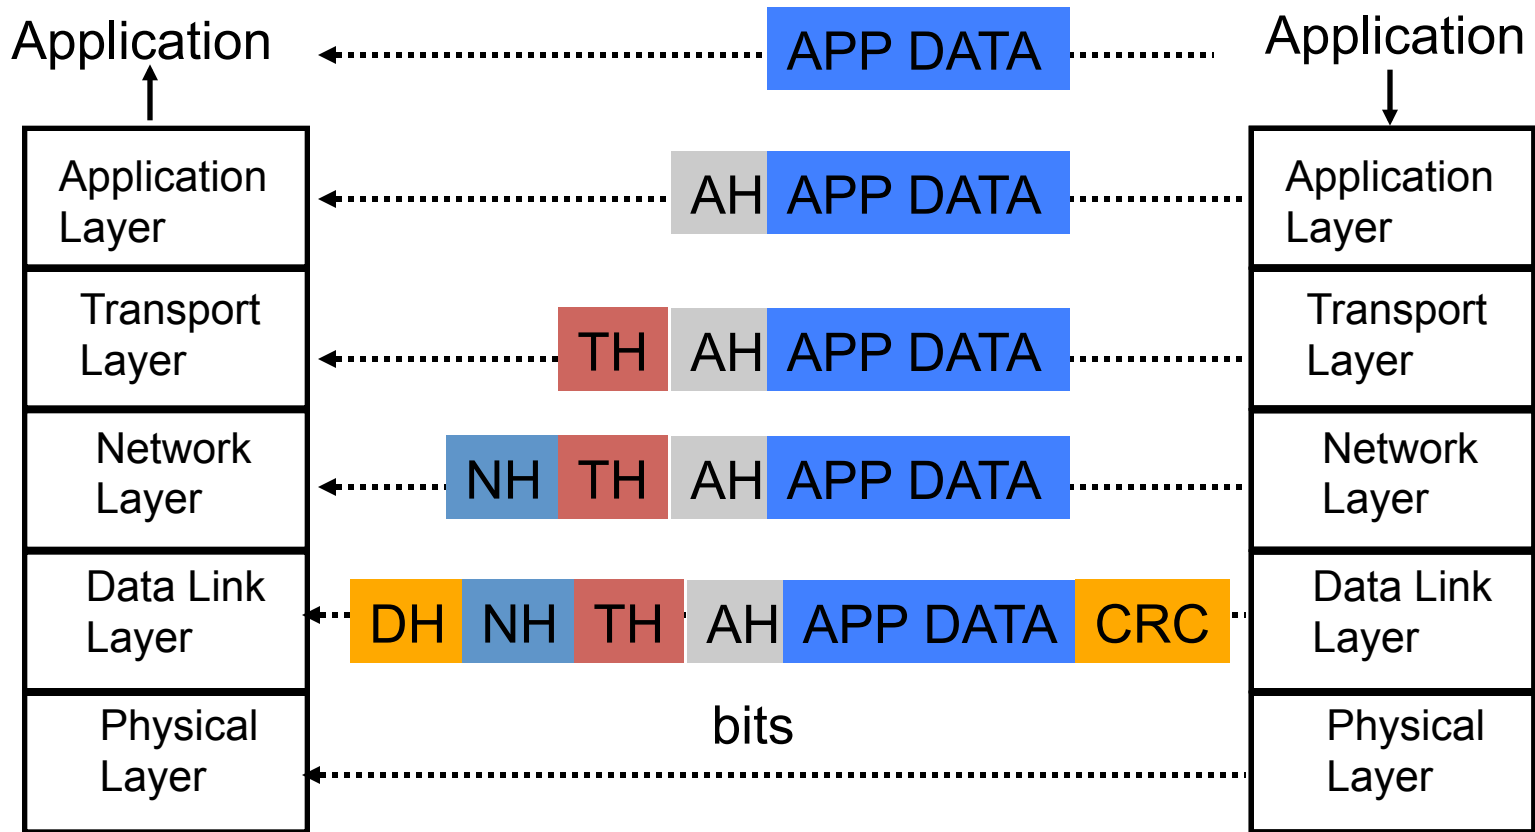 Application
APP DATA
Application
Application
Layer
AH APP DATA
Application
Layer
Transport
Layer
TH AH APP DATA
Transport
Layer
Network
Layer
NH TH AH APP DATA
Network
Layer
Data Link
Layer
DH NH TH AH APP DATA CRC
Data Link
Layer
Physical
Layer
bits
Physical
Layer